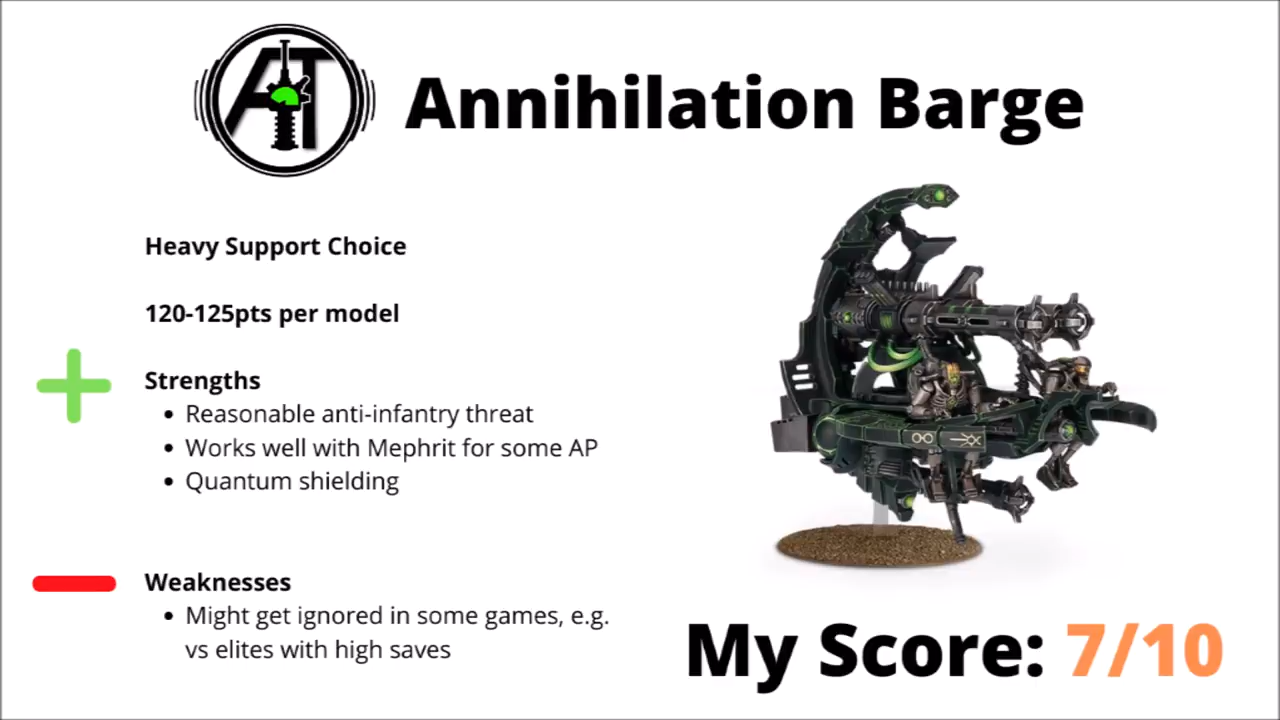 AT
Annihilation Barge
Heavy Support Choice
120-125pts per model
Strengths
• Reasonable anti-infantry threat
• Works well with Mephrit for some AP
• Quantum shielding
Weaknesses
• Might get ignored in some games, e.g.
vs elites with high saves
My Score: 7/10